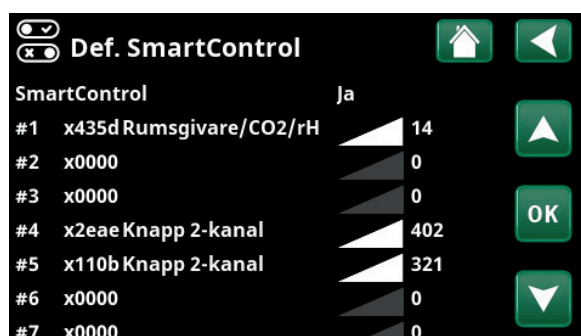 Def. SmartControl
SmartControl Ja
#1 x435d Rumsgivare/CO2/rH 14
#2 x0000 0
#3 x0000 0
OK
#4 x2eae Knapp 2-kanal 402
#5 x110b Knapp 2-kanal 321
#6 x0000 0
#7 x0000 0